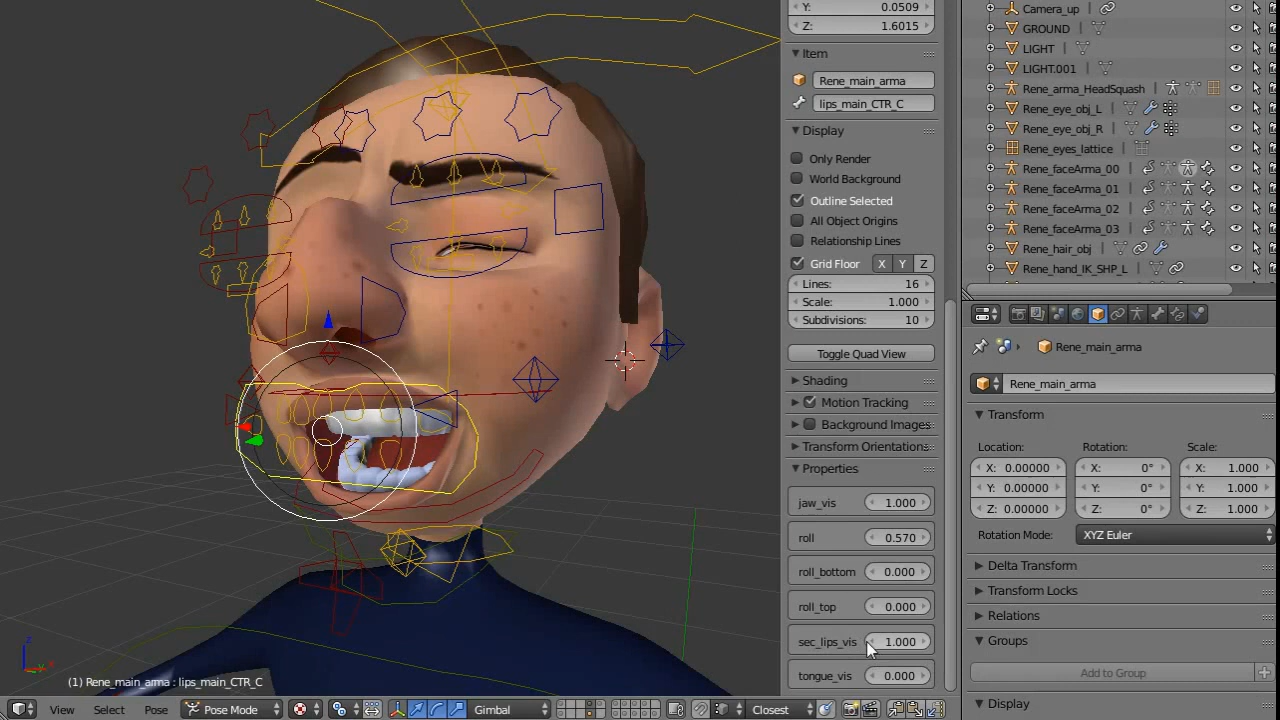 Y: 0.0509
Z: 1.6015
Item
Rene_main_arma
lips_main_CTR_C
Display
Only Render
World Background
Outline Selected
All Object Origins
Relationship Lines
Grid Floor X Y Z
Lines: 16
Scale: 1.000
Subdivisions: 10
Toggle Quad View
Shading
Motion Tracking
Background Images
Transform Orientations
Properties
jaw_vis 1.000
roll 0.570
roll_bottom 0.000
roll_top 0.000
sec_lips_vis 1.000
tongue_vis 0.000
Camera_up
GROUND
LIGHT
LIGHT.001
Rene_arma_HeadSquash
Rene_eye_obj_L
Rene_eye_obj_R
Rene_eyes_lattice
Rene_faceArma_00
Rene_faceArma_01
Rene_faceArma_02
Rene_faceArma_03
Rene_hair_obj
Rene_hand_IK_SHP_L
Rene_main_arma
Rene_main_arma
Transform
Location: Rotation: Scale:
X: 0.00000 X: 0° X: 1.000
Y: 0.00000 Y: 0° Y: 1.000
Z: 0.00000 Z: 0° Z: 1.000
Rotation Mode: XYZ Euler
Delta Transform
Transform Locks
Relations
Groups
Add to Group
Display
z
(1) Rene_main_arma : lips_main_CTR_C
View Select Pose Pose Mode Gimbal Closest